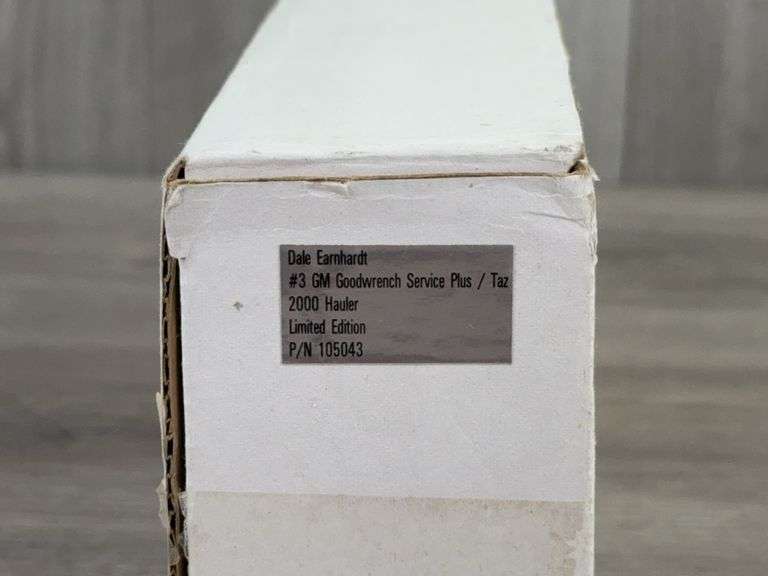 Dale Earnhardt
#3 GM Goodwrench Service Plus / Taz
2000 Hauler
Limited Edition
P/N 105043